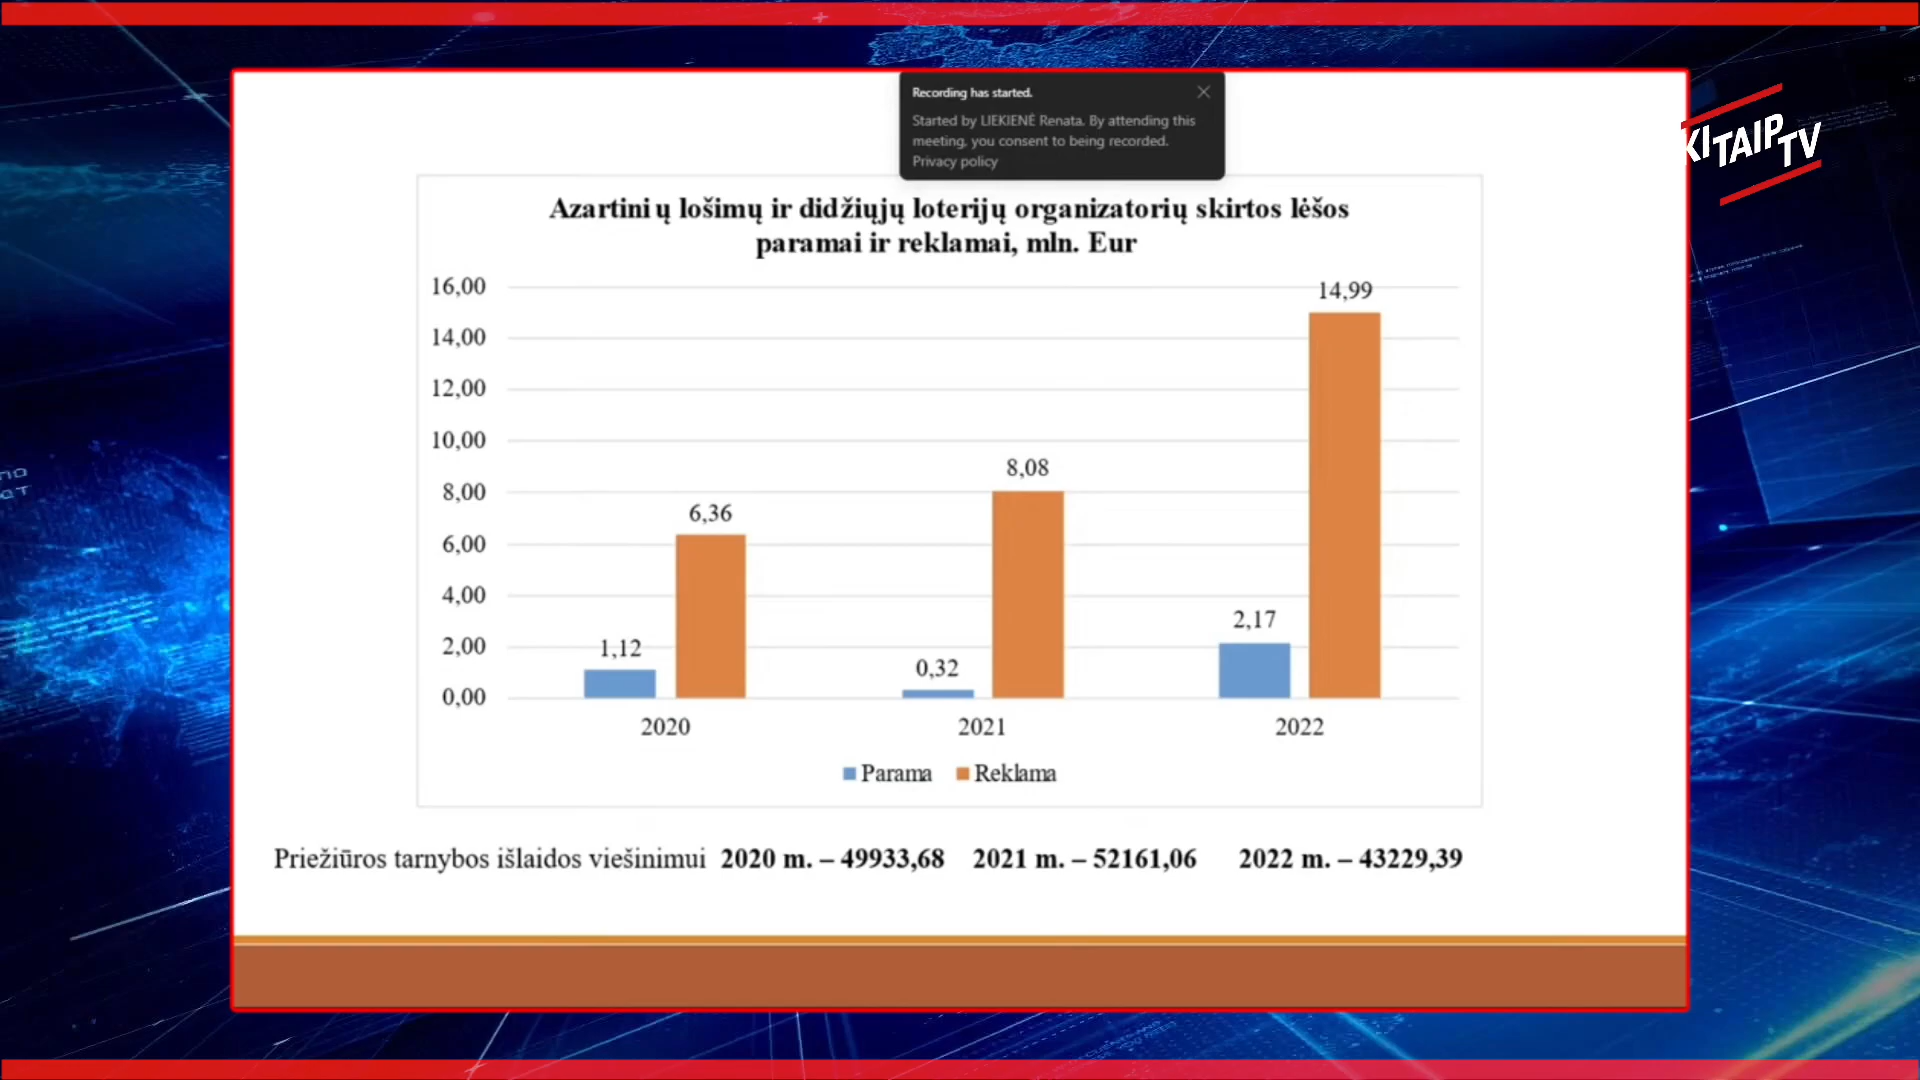 Recording has started.
Started by LIEKIENĖ Renata. By attending this
meeting, you consent to being recorded.
Privacy policy
KITAIP TV
Azartinių lošimų ir didžiųjų loterijų organizatorių skirtos lėšos
paramai ir reklamai, mln. Eur
16,00
14,00
12,00
10,00
8,00
6,00
4,00
2,00
0,00
1,12
6,36
0,32
8,08
2,17
14,99
2020
2021
2022
Parama
Reklama
Priežiūros tarnybos išlaidos viešinimui 2020 m. – 49933,68 2021 m. – 52161,06 2022 m. – 43229,39